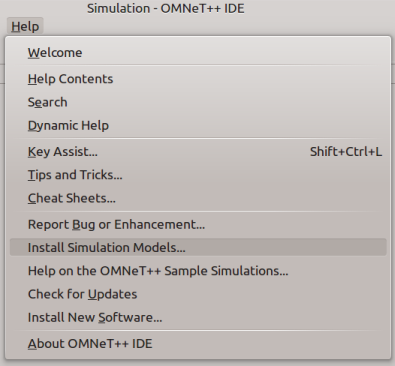 Simulation - OMNeT++ IDE
Help
Welcome
Help Contents
Search
Dynamic Help
Key Assist... Shift+Ctrl+L
Tips and Tricks...
Cheat Sheets...
Report Bug or Enhancement...
Install Simulation Models...
Help on the OMNeT++ Sample Simulations...
Check for Updates
Install New Software...
About OMNeT++ IDE